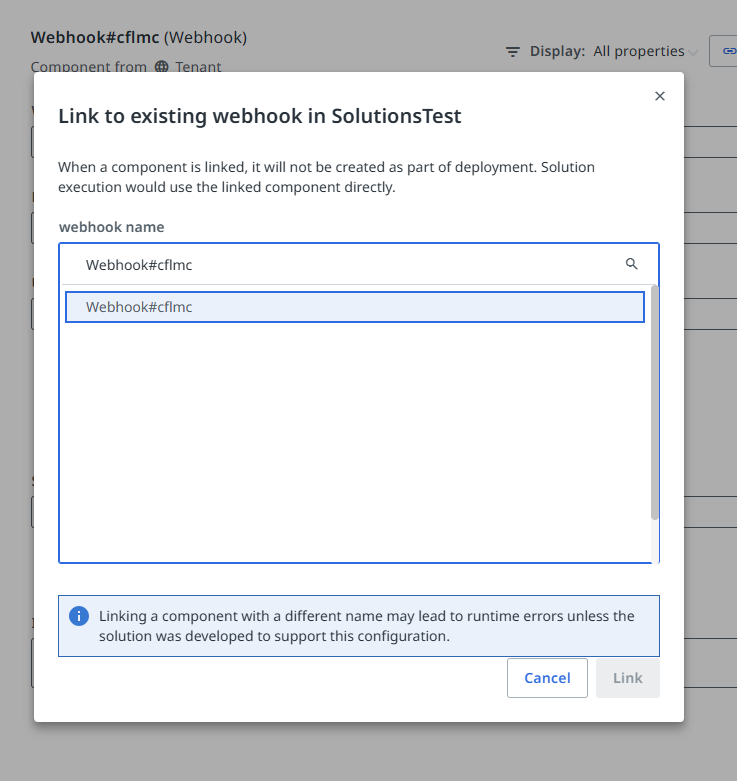 Webhook#cflmc (Webhook)
Display: All properties
Component from Tenant
Link to existing webhook in SolutionsTest
When a component is linked, it will not be created as part of deployment. Solution
execution would use the linked component directly.
webhook name
Webhook#cflmc
Webhook#cflmc
Linking a component with a different name may lead to runtime errors unless the
solution was developed to support this configuration.
Cancel
Link